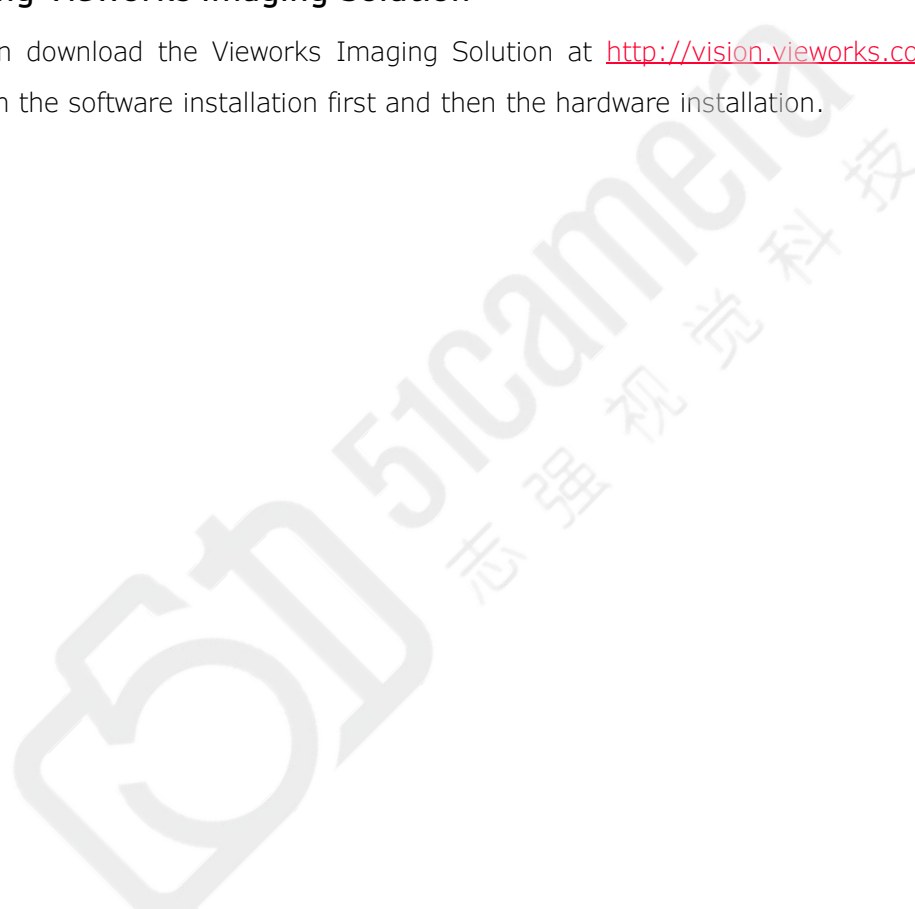 ng Vieworks Imaging Solution
n download the Vieworks Imaging Solution at http://vision.vieworks.co
n the software installation first and then the hardware installation.
51camera
志强视觉科技